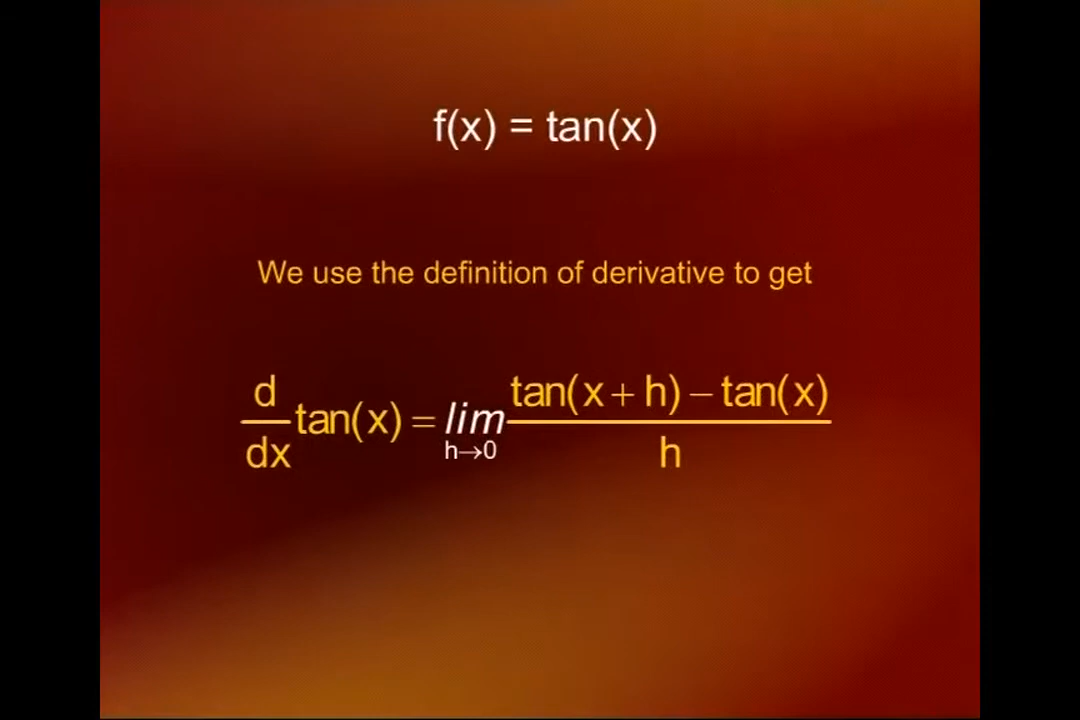 f(x) = tan(x)
We use the definition of derivative to get
d/dx tan(x) = lim h→0 tan(x + h) – tan(x) / h